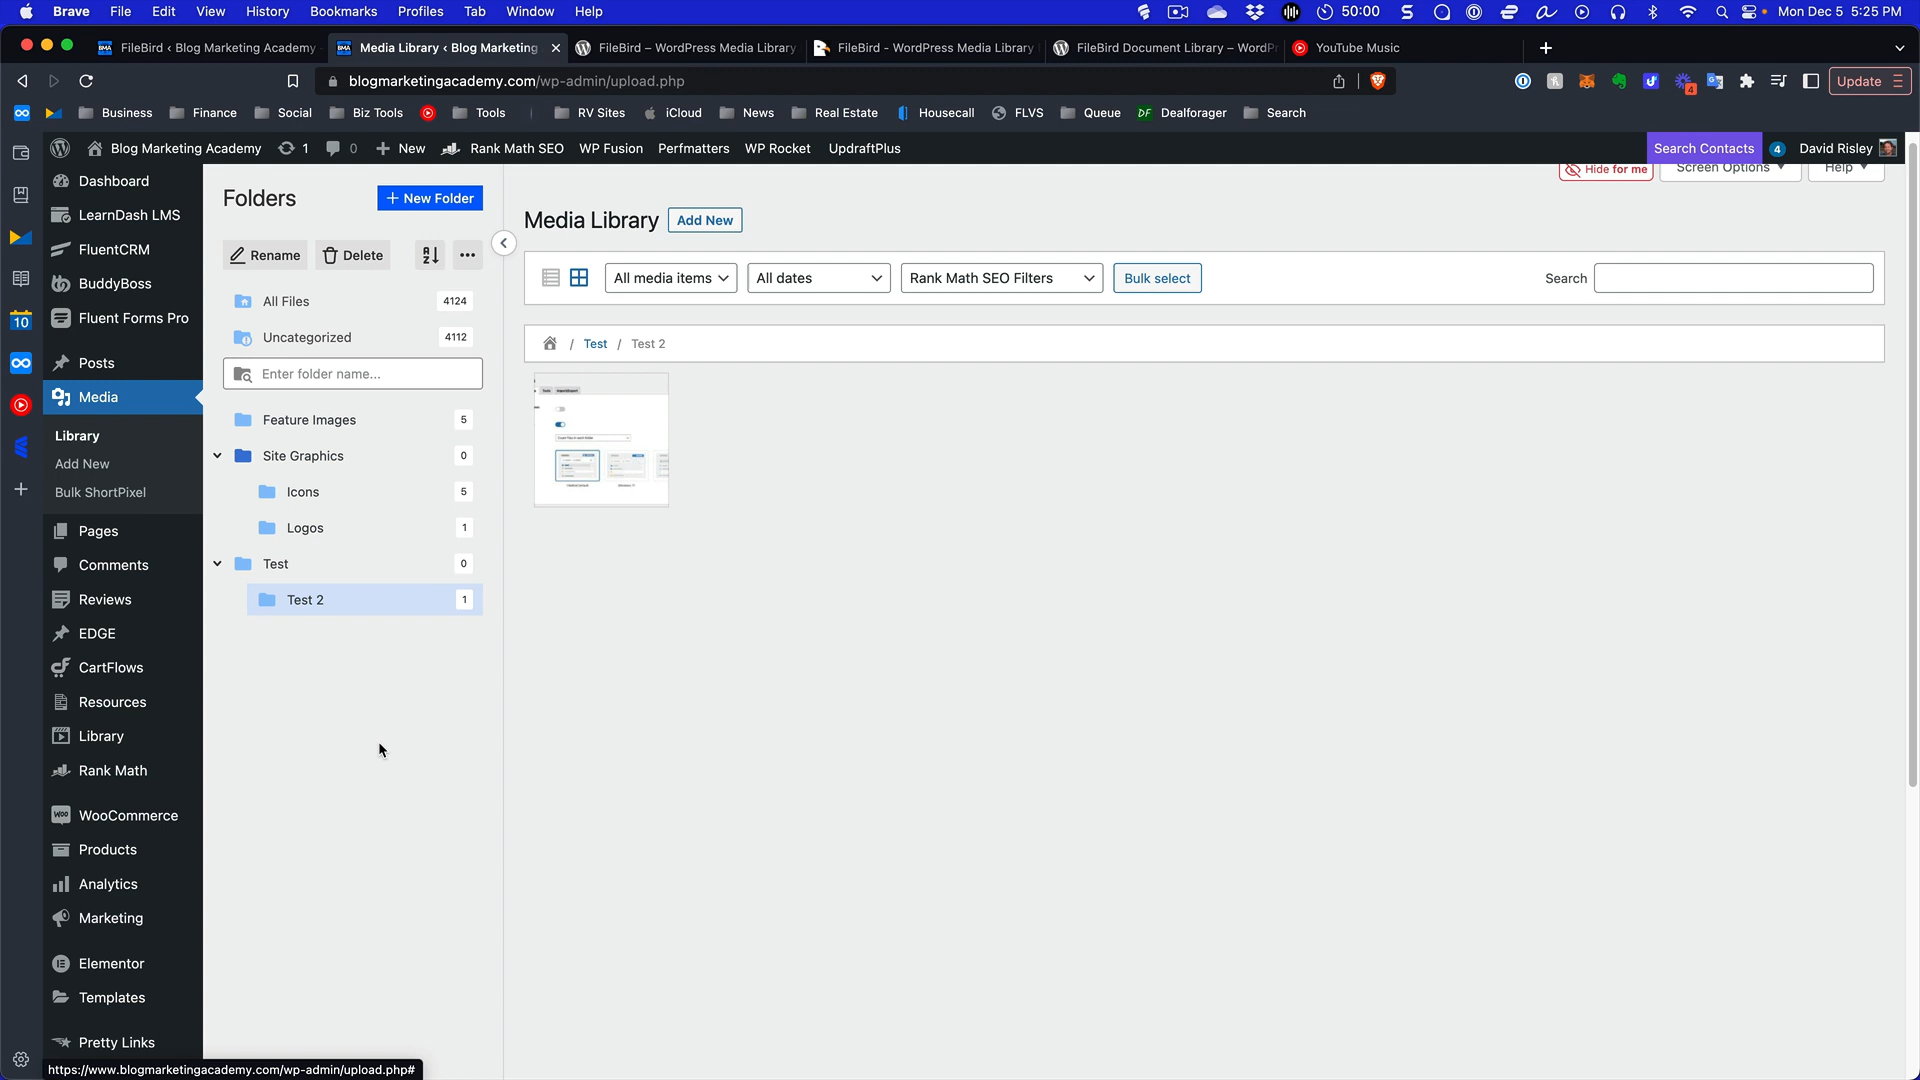 Brave File Edit View History Bookmarks Profiles Tab Window Help 50:00 Mon Dec 5 5:25 PM
FileBird ‹ Blog Marketing Academy
Media Library ‹ Blog Marketing
FileBird – WordPress Media Library
FileBird - WordPress Media Library
FileBird Document Library – WordPr
YouTube Music
blogmarketingacademy.com/wp-admin/upload.php
4
Update
Business Finance Social Biz Tools Tools RV Sites iCloud News Real Estate Housecall FLVS Queue DF Dealforager Search
Blog Marketing Academy 1 0 New Rank Math SEO WP Fusion Perfmatters WP Rocket UpdraftPlus Search Contacts 4 David Risley
10
Dashboard
LearnDash LMS
FluentCRM
BuddyBoss
Fluent Forms Pro
Posts
Media
Library
Add New
Bulk ShortPixel
Pages
Comments
Reviews
EDGE
CartFlows
Resources
Library
Rank Math
WooCommerce
Products
Analytics
Marketing
Elementor
Templates
Pretty Links
https://www.blogmarketingacademy.com/wp-admin/upload.php#
Folders
New Folder
Rename Delete
All Files 4124
Uncategorized 4112
Enter folder name...
Feature Images 5
Site Graphics 0
Icons 5
Logos 1
Test 0
Test 2 1
Hide for me Screen Options Help
Media Library Add New
All media items All dates Rank Math SEO Filters Bulk select Search
/ Test / Test 2